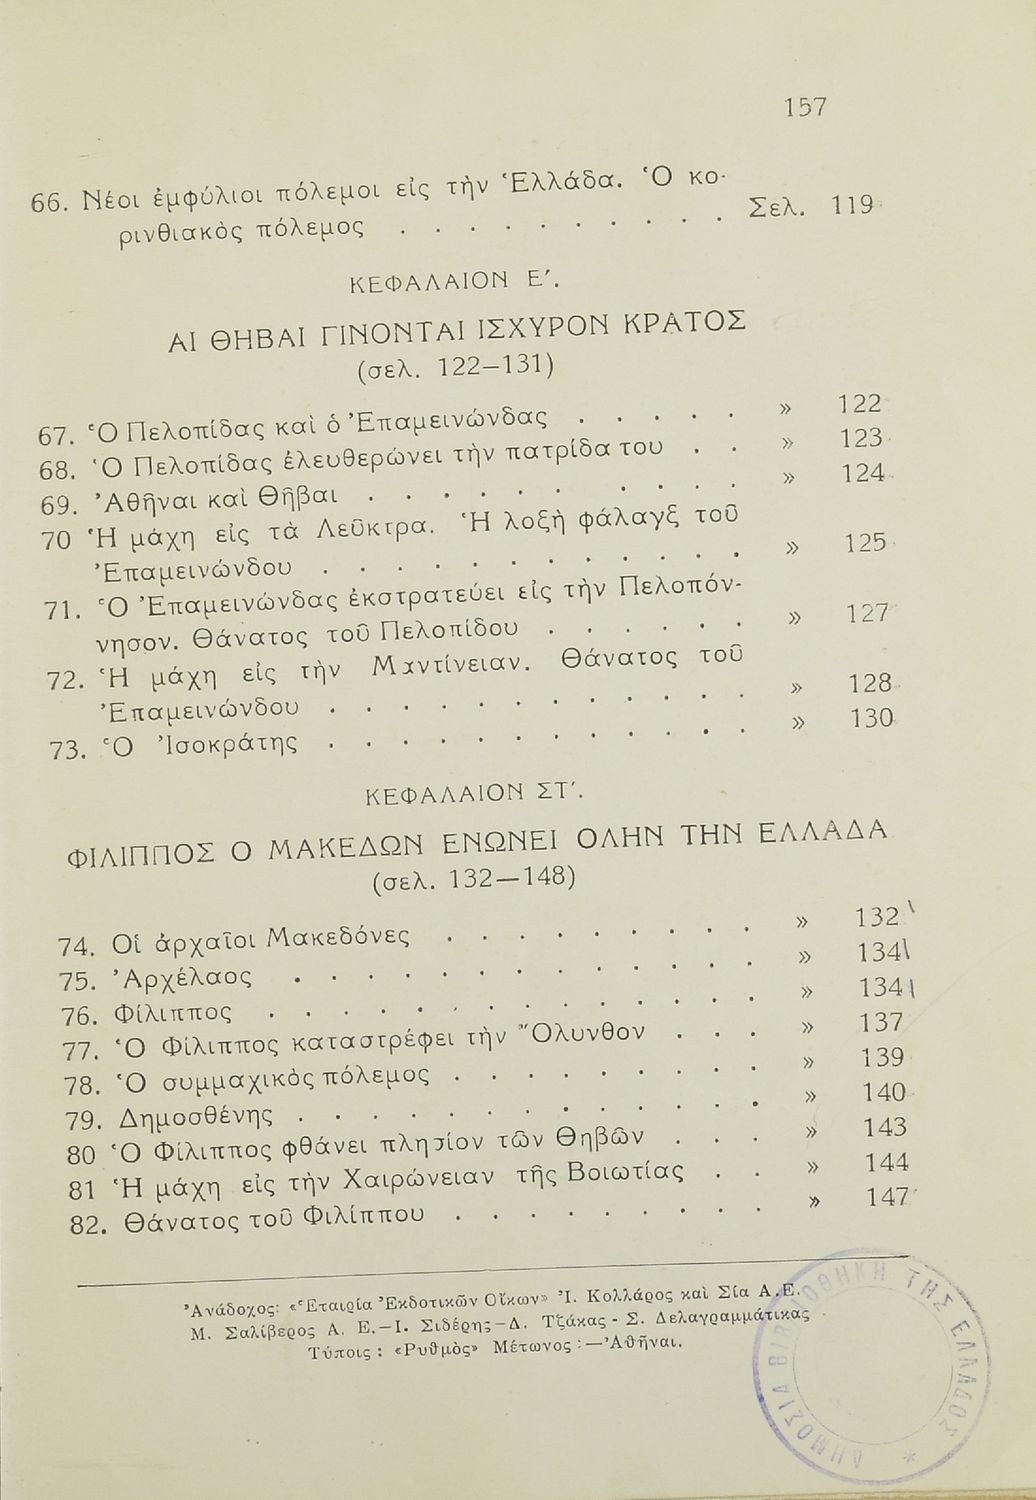 157
66. Νέοι ἐμφύλιοι πόλεμοι εἰς τὴν Ἑλλάδα. Ὁ κο-
ρινθιακὸς πόλεμος . . . . . . . . . . Σελ. 119
ΚΕΦΑΛΑΙΟΝ Ε΄.
ΑΙ ΘΗΒΑΙ ΓΙΝΟΝΤΑΙ ΙΣΧΥΡΟΝ ΚΡΑΤΟΣ
(σελ. 122—131)
67. Ὁ Πελοπίδας καὶ ὁ Ἐπαμεινώνδας . . . . . » 122
68. Ὁ Πελοπίδας ἐλευθερώνει τὴν πατρίδα του . . » 123
69. Ἀθῆναι καὶ Θῆβαι . . . . . . . . . . » 124
70 Ἡ μάχη εἰς τὰ Λεῦκτρα. Ἡ λοξὴ φάλαγξ τοῦ
Ἐπαμεινώνδου . . . . . . . . . . . . » 125
71. Ὁ Ἐπαμεινώνδας ἐκστρατεύει εἰς τὴν Πελοπόν-
νησον. Θάνατος τοῦ Πελοπίδου . . . . . . » 127
72. Ἡ μάχη εἰς τὴν Μαντίνειαν. Θάνατος τοῦ
Ἐπαμεινώνδου . . . . . . . . . . . . » 128
73. Ὁ Ἰσοκράτης . . . . . . . . . . . . » 130
ΚΕΦΑΛΑΙΟΝ ΣΤ΄.
ΦΙΛΙΠΠΟΣ Ο ΜΑΚΕΔΩΝ ΕΝΩΝΕΙ ΟΛΗΝ ΤΗΝ ΕΛΛΑΔΑ
(σελ. 132—148)
74. Οἱ ἀρχαῖοι Μακεδόνες . . . . . . . . . » 132
75. Ἀρχέλαος . . . . . . . . . . . . . » 134
76. Φίλιππος . . . . . . . . . . . . . . » 134
77. Ὁ Φίλιππος καταστρέφει τὴν Ὄλυνθον . . . » 137
78. Ὁ συμμαχικὸς πόλεμος . . . . . . . . . » 139
79. Δημοσθένης . . . . . . . . . . . . . » 140
80 Ὁ Φίλιππος φθάνει πλησίον τῶν Θηβῶν . . . » 143
81 Ἡ μάχη εἰς τὴν Χαιρώνειαν τῆς Βοιωτίας . . » 144
82. Θάνατος τοῦ Φιλίππου . . . . . . . . . » 147
Ἀνάδοχος: «Ἑταιρία Ἐκδοτικῶν Οἴκων» Ἰ. Κολλάρος καὶ Σία Α.Ε.
Μ. Σαλίβερος Α. Ε.—Ι. Σιδέρης—Δ. Τζάκας - Σ. Δελαγραμμάτικας
Τύποις: «Ρυθμὸς» Μέτωνος:—Ἀθῆναι.
ΔΗΜΟΣΙΑ ΒΙΒΛΙΟΘΗΚΗ ΤΗΣ ΕΛΛΑΔΟΣ *